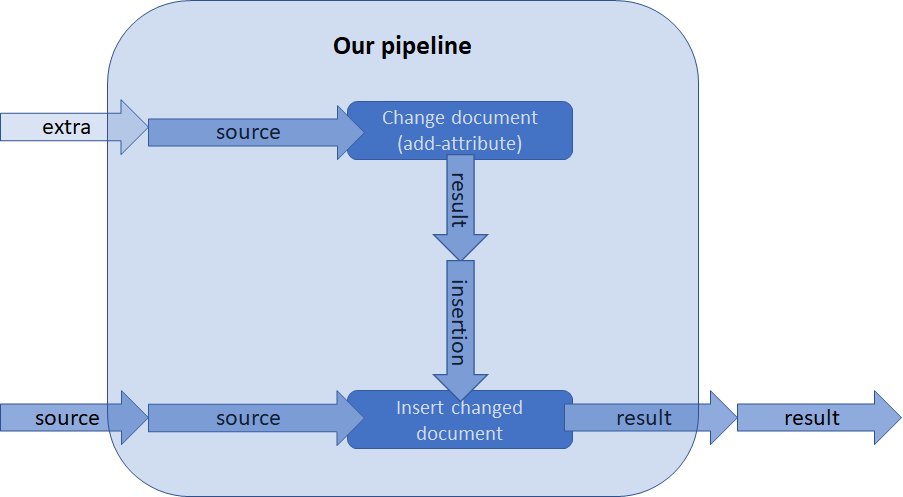 Our pipeline
extra
source
Change document
(add-attribute)
result
insertion
source
source
Insert changed
document
result
result